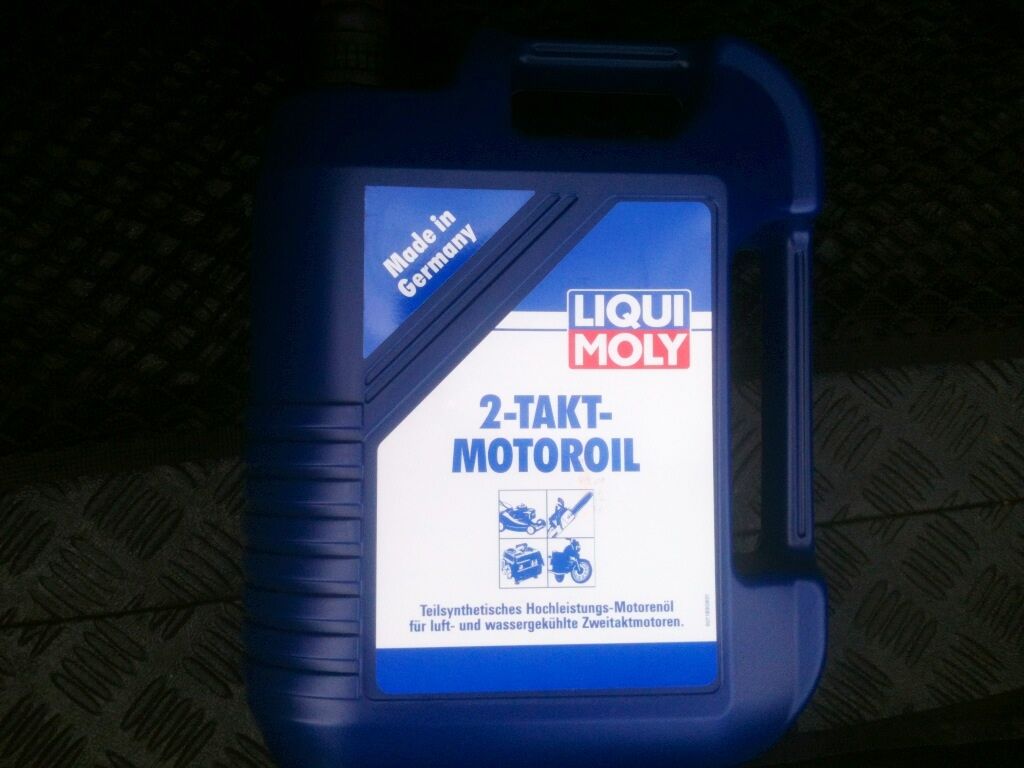 Made in
Germany
LIQUI
MOLY
2-TAKT-
MOTOROIL
Teilsynthetisches Hochleistungs-Motorenöl
für luft- und wassergekühlte Zweitaktmotoren.